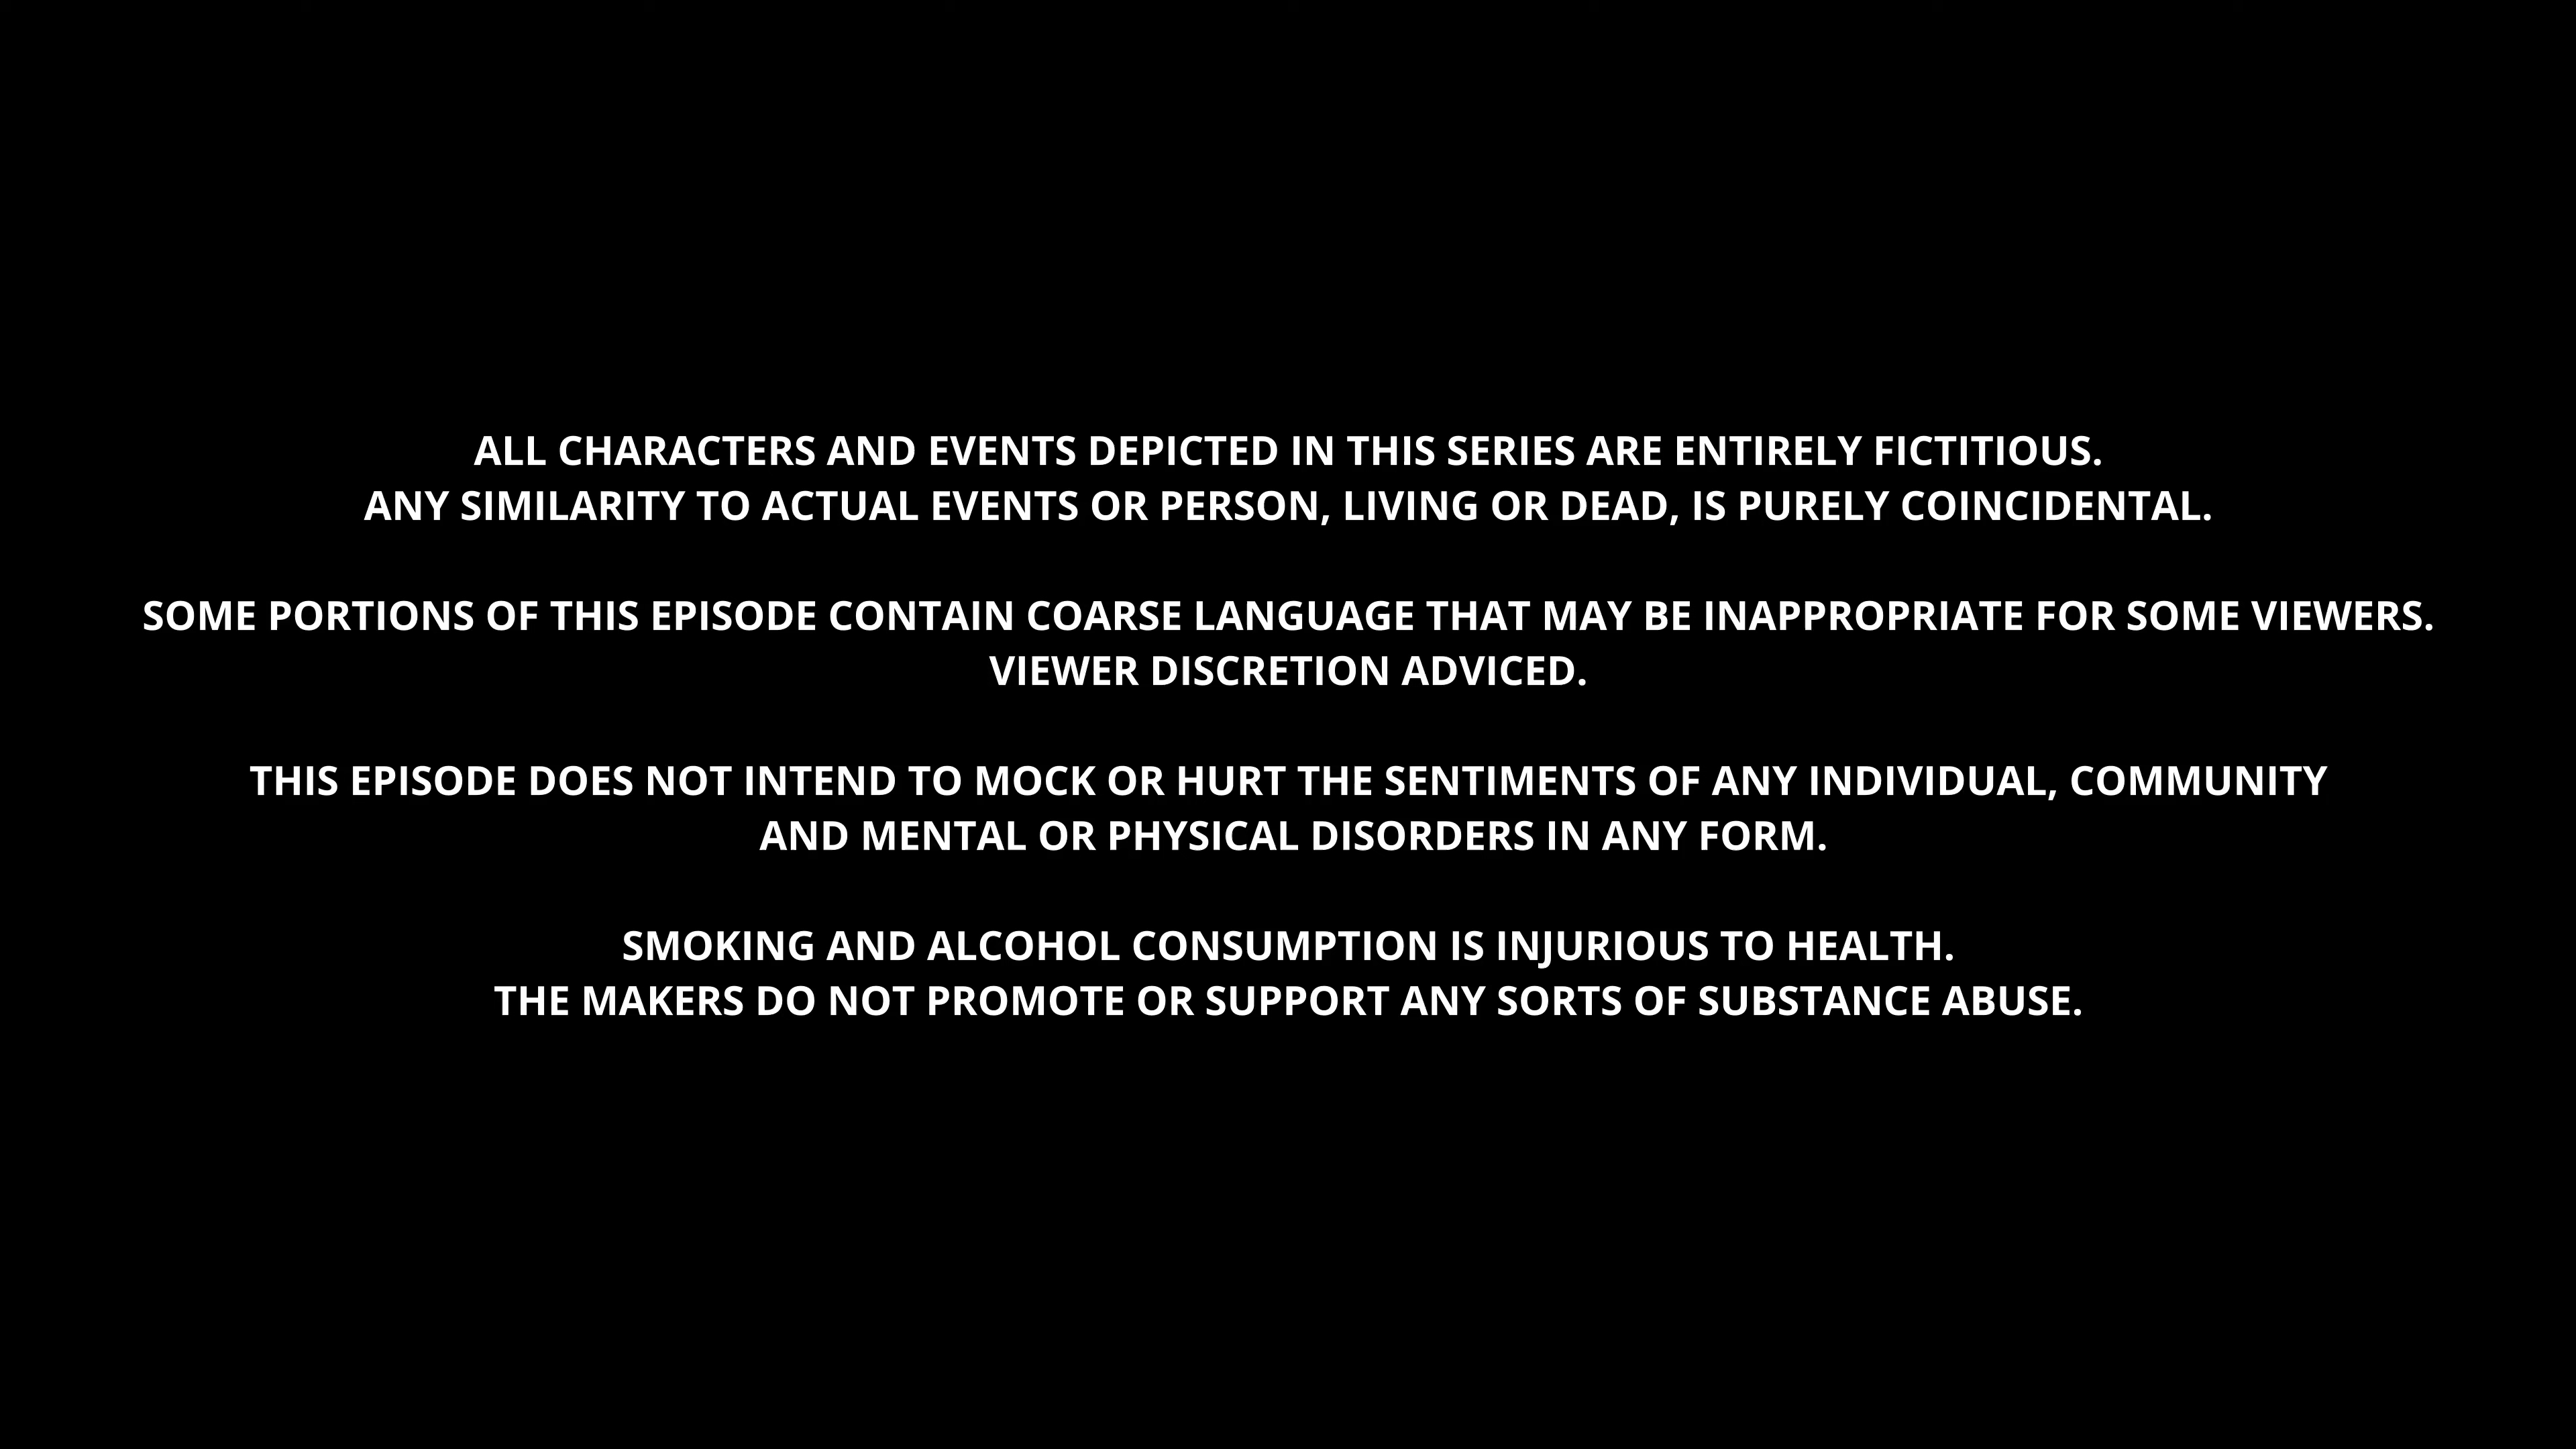 ALL CHARACTERS AND EVENTS DEPICTED IN THIS SERIES ARE ENTIRELY FICTITIOUS.
ANY SIMILARITY TO ACTUAL EVENTS OR PERSON, LIVING OR DEAD, IS PURELY COINCIDENTAL.
SOME PORTIONS OF THIS EPISODE CONTAIN COARSE LANGUAGE THAT MAY BE INAPPROPRIATE FOR SOME VIEWERS.
VIEWER DISCRETION ADVICED.
THIS EPISODE DOES NOT INTEND TO MOCK OR HURT THE SENTIMENTS OF ANY INDIVIDUAL, COMMUNITY
AND MENTAL OR PHYSICAL DISORDERS IN ANY FORM.
SMOKING AND ALCOHOL CONSUMPTION IS INJURIOUS TO HEALTH.
THE MAKERS DO NOT PROMOTE OR SUPPORT ANY SORTS OF SUBSTANCE ABUSE.